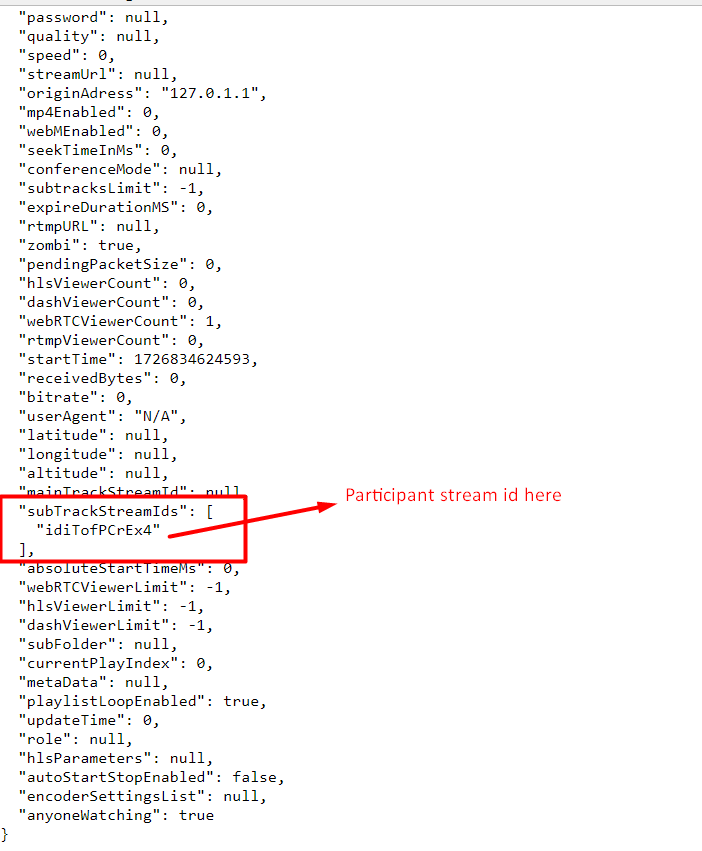 "password": null,
"quality": null,
"speed": 0,
"streamUrl": null,
"originAdress": "127.0.1.1",
"mp4Enabled": 0,
"webMEnabled": 0,
"seekTimeInMs": 0,
"conferenceMode": null,
"subtracksLimit": -1,
"expireDurationMS": 0,
"rtmpURL": null,
"zombi": true,
"pendingPacketSize": 0,
"hlsViewerCount": 0,
"dashViewerCount": 0,
"webRTCViewerCount": 1,
"rtmpViewerCount": 0,
"startTime": 1726834624593,
"receivedBytes": 0,
"bitrate": 0,
"userAgent": "N/A",
"latitude": null,
"longitude": null,
"altitude": null,
"mainTrackStreamId": null
"subTrackStreamIds": [
"idiTofPCrEx4"
],
Participant stream id here
"absoluteStartTimeMs": 0,
"webRTCViewerLimit": -1,
"hlsViewerLimit": -1,
"dashViewerLimit": -1,
"subFolder": null,
"currentPlayIndex": 0,
"metaData": null,
"playlistLoopEnabled": true,
"updateTime": 0,
"role": null,
"hlsParameters": null,
"autoStartStopEnabled": false,
"encoderSettingsList": null,
"anyoneWatching": true
}